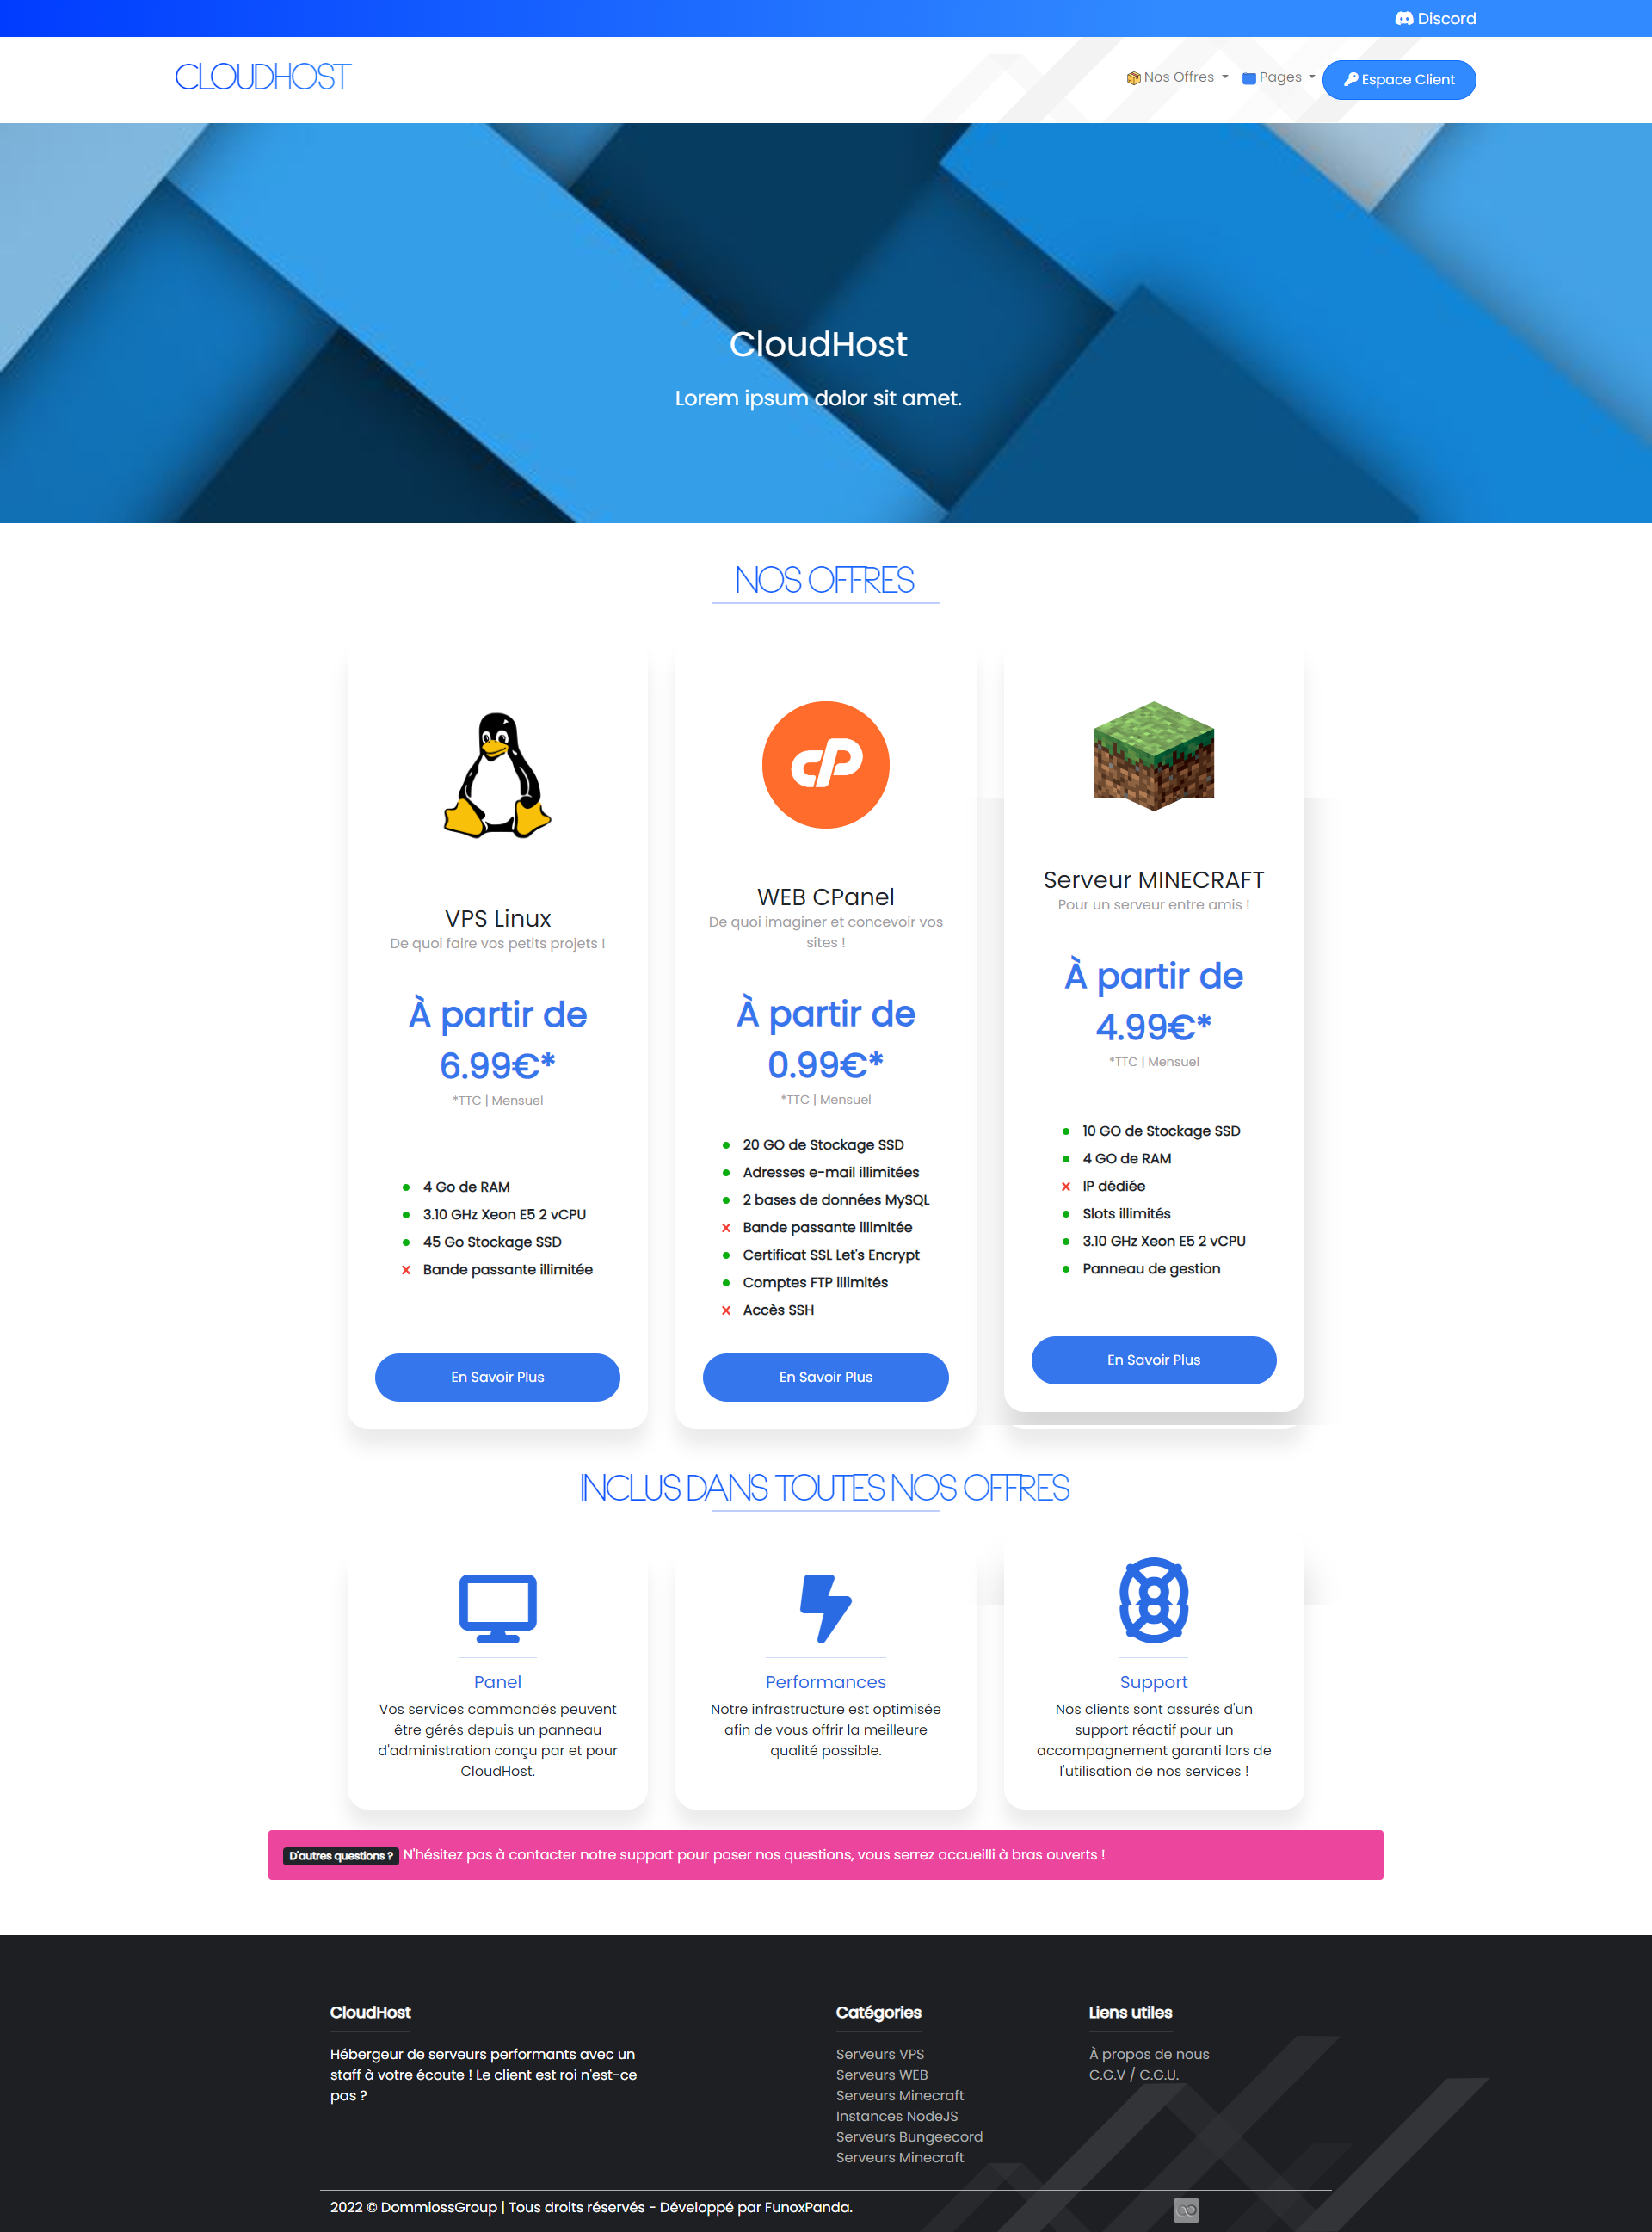 Discord
CLOUDHOST
Nos Offres
Pages
Espace Client
CloudHost
Lorem ipsum dolor sit amet.
NOS OFFRES
VPS Linux
De quoi faire vos petits projets !
À partir de
6.99€*
*TTC | Mensuel
4 Go de RAM
3.10 GHz Xeon E5 2 vCPU
45 Go Stockage SSD
Bande passante illimitée
En Savoir Plus
WEB CPanel
De quoi imaginer et concevoir vos
sites !
À partir de
0.99€*
*TTC | Mensuel
20 GO de Stockage SSD
Adresses e-mail illimitées
2 bases de données MySQL
Bande passante illimitée
Certificat SSL Let's Encrypt
Comptes FTP illimités
Accès SSH
En Savoir Plus
Serveur MINECRAFT
Pour un serveur entre amis !
À partir de
4.99€*
*TTC | Mensuel
10 GO de Stockage SSD
4 GO de RAM
IP dédiée
Slots illimités
3.10 GHz Xeon E5 2 vCPU
Panneau de gestion
En Savoir Plus
INCLUS DANS TOUTES NOS OFFRES
Panel
Vos services commandés peuvent
être gérés depuis un panneau
d'administration conçu par et pour
CloudHost.
Performances
Notre infrastructure est optimisée
afin de vous offrir la meilleure
qualité possible.
Support
Nos clients sont assurés d'un
support réactif pour un
accompagnement garanti lors de
l'utilisation de nos services !
D'autres questions ? N'hésitez pas à contacter notre support pour poser nos questions, vous serrez accueilli à bras ouverts !
CloudHost
Hébergeur de serveurs performants avec un
staff à votre écoute ! Le client est roi n'est-ce
pas ?
Catégories
Serveurs VPS
Serveurs WEB
Serveurs Minecraft
Instances NodeJS
Serveurs Bungeecord
Serveurs Minecraft
Liens utiles
À propos de nous
C.G.V / C.G.U.
2022 © DommiossGroup | Tous droits réservés - Développé par FunoxPanda.